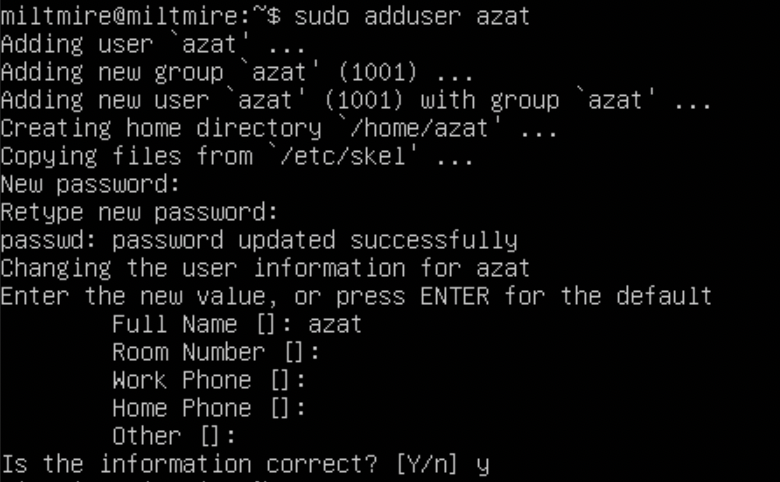 miltmire@miltmire:~$ sudo adduser azat
Adding user `azat' ...
Adding new group `azat' (1001) ...
Adding new user `azat' (1001) with group `azat' ...
Creating home directory `/home/azat' ...
Copying files from `/etc/skel' ...
New password:
Retype new password:
passwd: password updated successfully
Changing the user information for azat
Enter the new value, or press ENTER for the default
        Full Name []: azat
        Room Number []:
        Work Phone []:
        Home Phone []:
        Other []:
Is the information correct? [Y/n] y